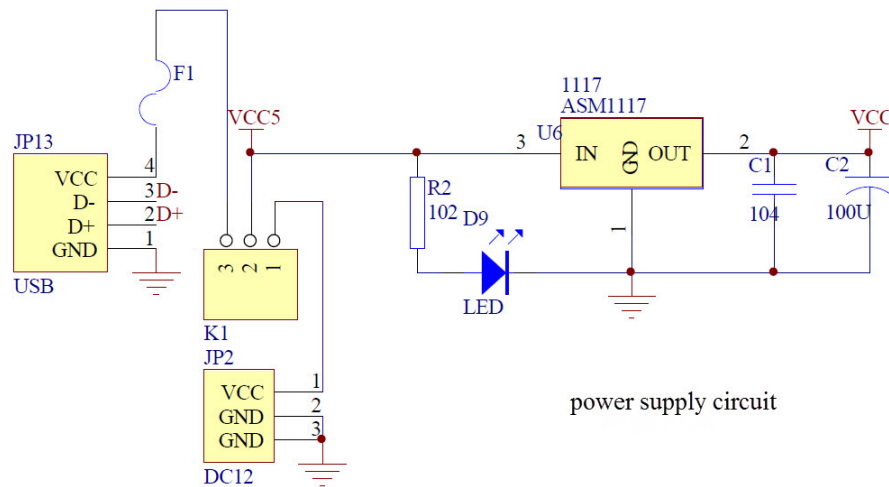 F1
1117
ASM1117
VCC5
VCC
U6
JP13
4
3
IN
GND
OUT
2
C1
C2
VCC
D-
D+
GND
3
D-
2
D+
1
R2
102
D9
104
100U
1
USB
3
2
1
LED
K1
JP2
VCC
GND
GND
1
2
3
DC12
power supply circuit